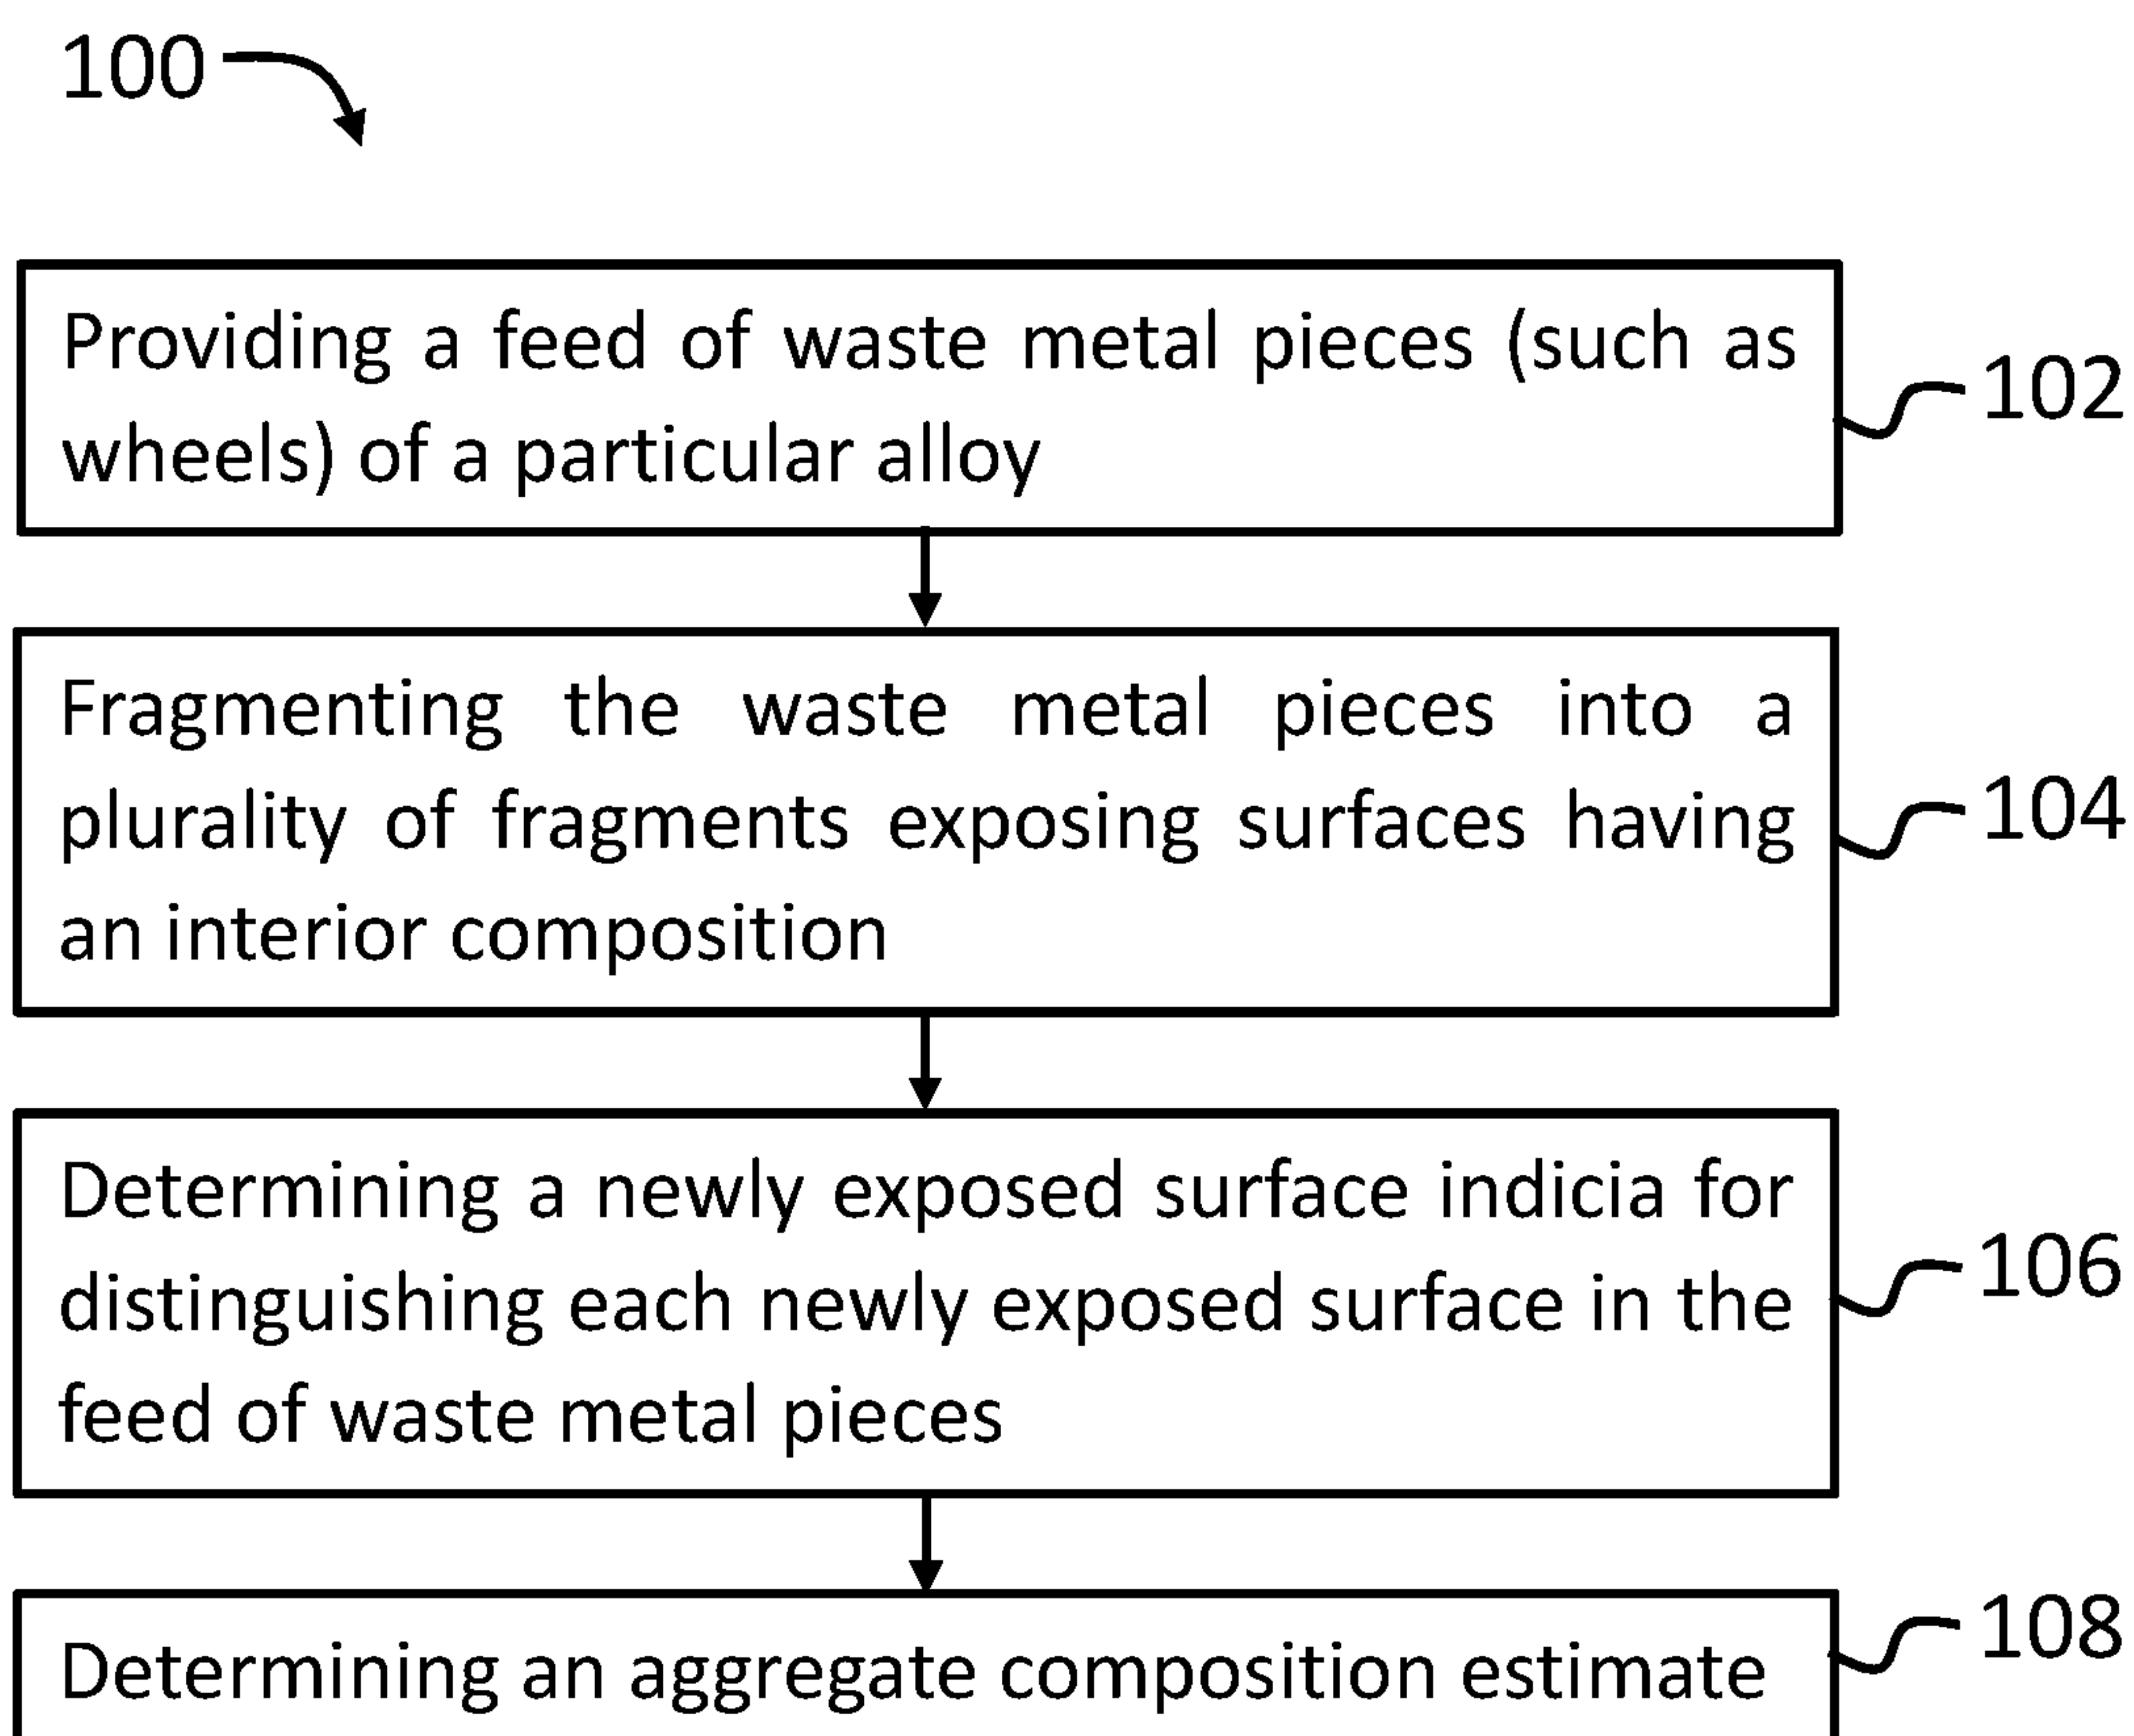 100
Providing a feed of waste metal pieces (such as
wheels) of a particular alloy
102
Fragmenting the waste metal pieces into a
plurality of fragments exposing surfaces having
an interior composition
104
Determining a newly exposed surface indicia for
distinguishing each newly exposed surface in the
feed of waste metal pieces
106
Determining an aggregate composition estimate
108